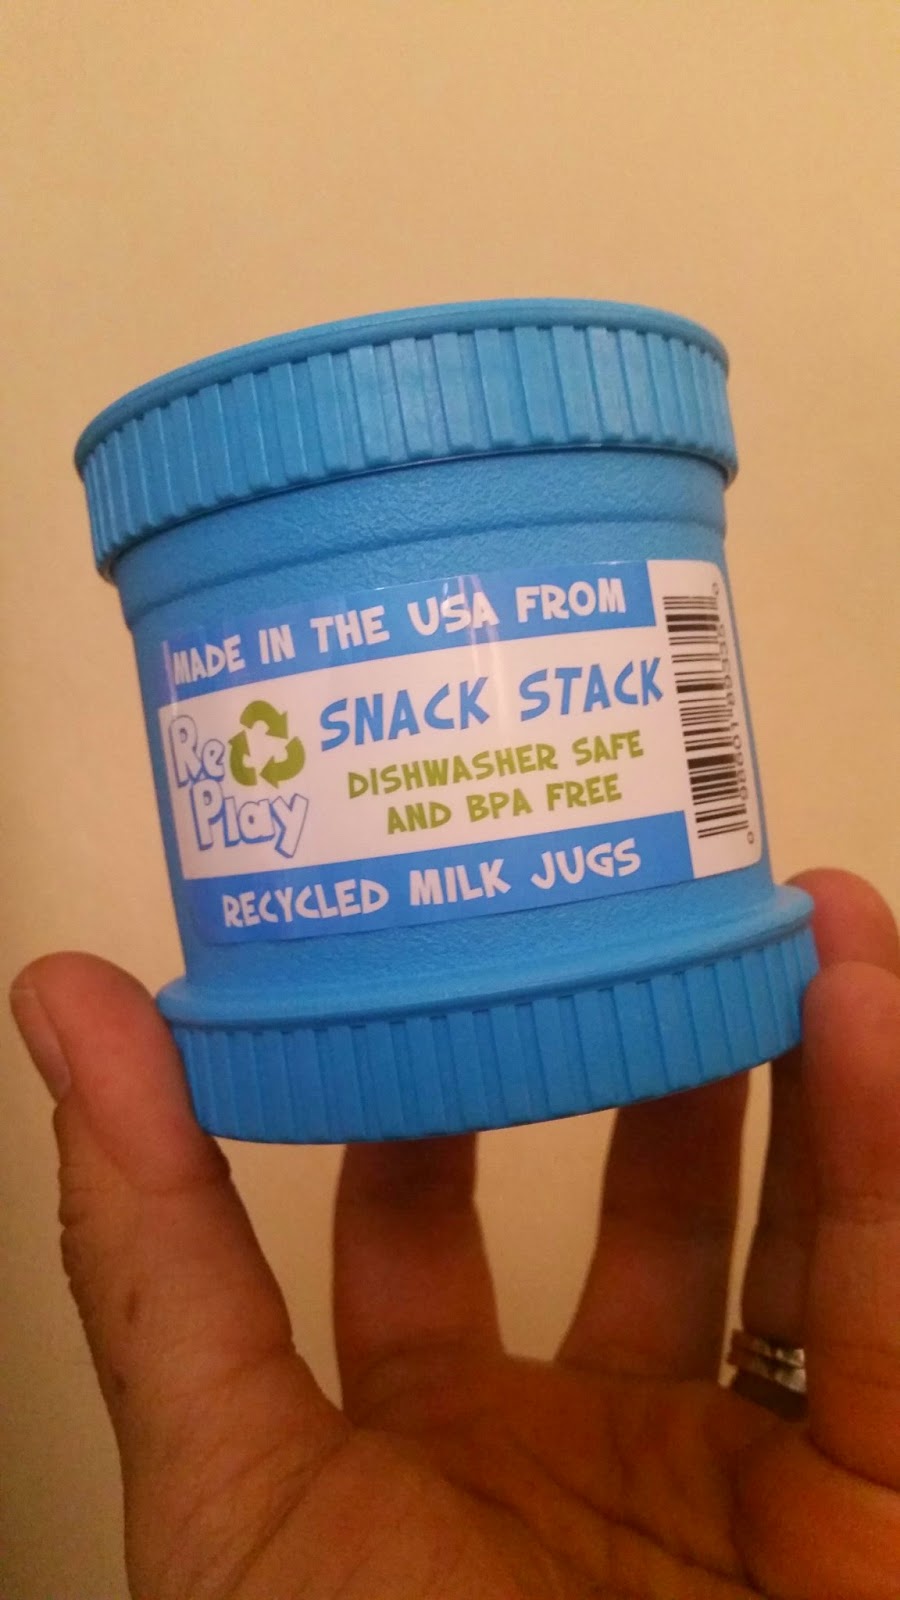 MADE IN THE USA FROM
Re Play
SNACK STACK
DISHWASHER SAFE
AND BPA FREE
RECYCLED MILK JUGS